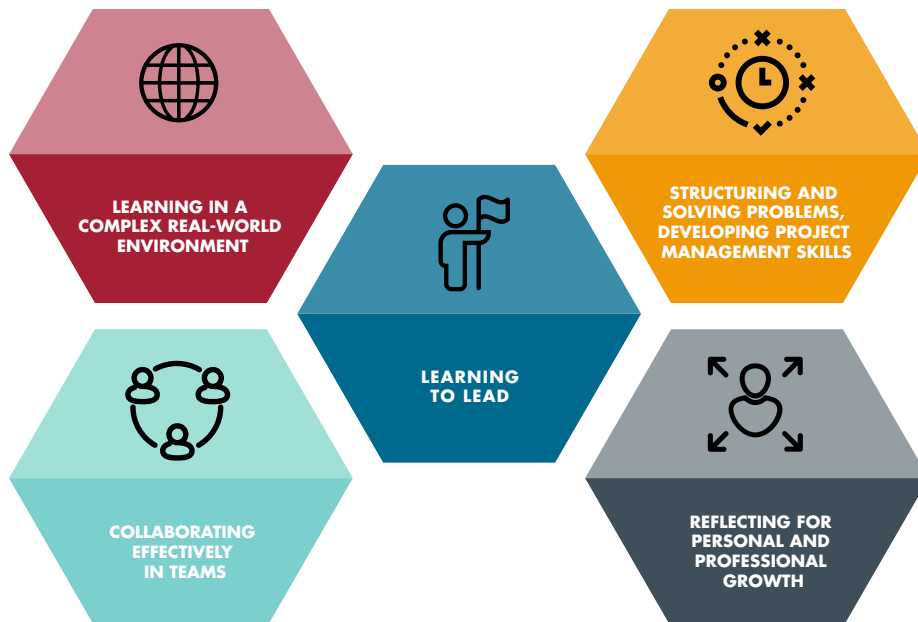 LEARNING IN A
COMPLEX REAL-WORLD
ENVIRONMENT
STRUCTURING AND
SOLVING PROBLEMS,
DEVELOPING PROJECT
MANAGEMENT SKILLS
LEARNING
TO LEAD
COLLABORATING
EFFECTIVELY
IN TEAMS
REFLECTING FOR
PERSONAL AND
PROFESSIONAL
GROWTH